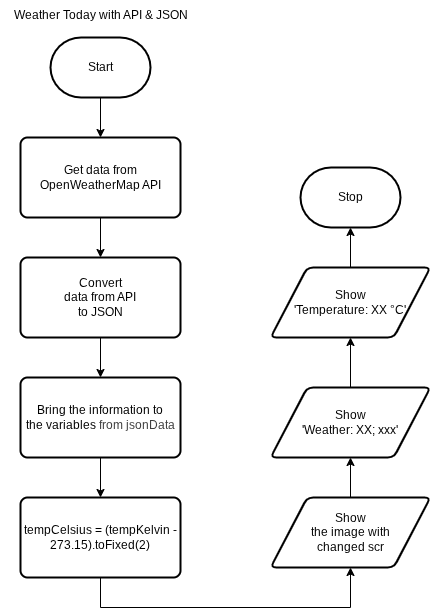 Weather Today with API & JSON
Start
Get data from
OpenWeatherMap API
Convert
data from API
to JSON
Bring the information to
the variables from jsonData
tempCelsius = (tempKelvin -
273.15).toFixed(2)
Show
the image with
changed scr
Show
'Weather: XX; xxx'
Show
'Temperature: XX °C'
Stop